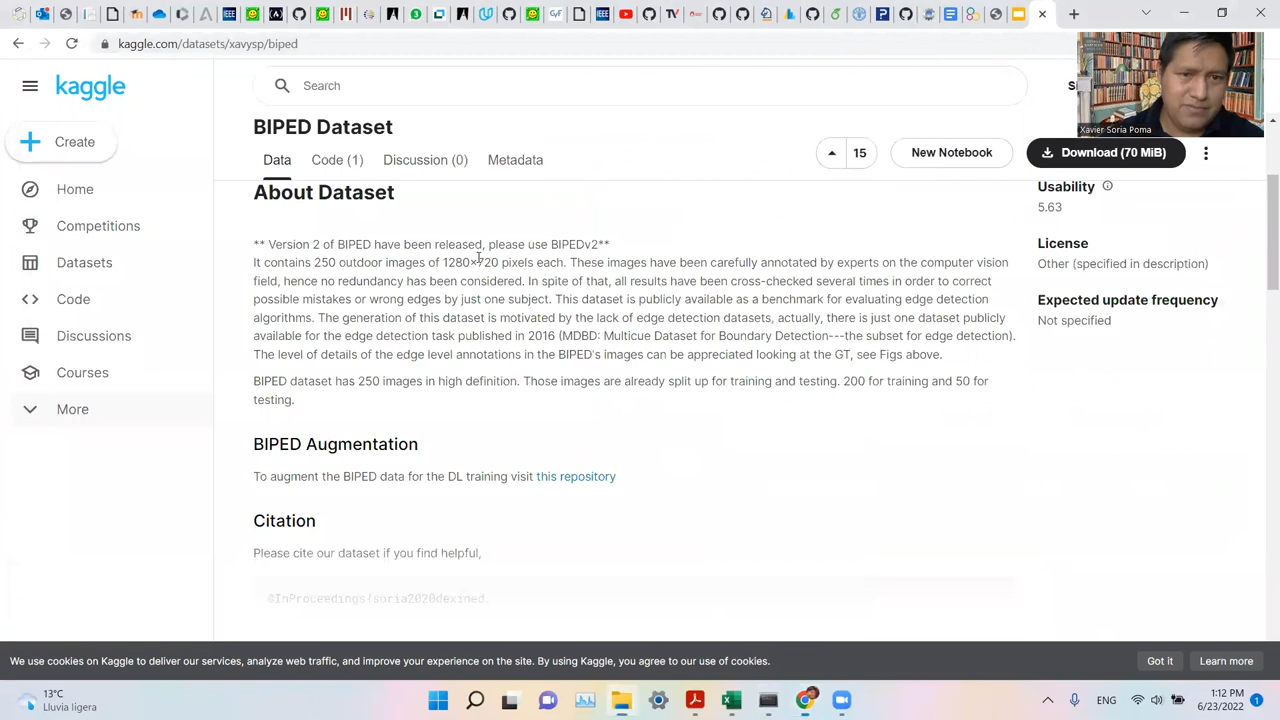 kaggle.com/datasets/xavysp/biped
kaggle
Search
Xavier Soria Poma
Create
BIPED Dataset
Data
Code (1)
Discussion (0)
Metadata
15
New Notebook
Download (70 MiB)
Home
Competitions
Datasets
Code
Discussions
Courses
More
About Dataset
** Version 2 of BIPED have been released, please use BIPEDv2**
It contains 250 outdoor images of 1280×720 pixels each. These images have been carefully annotated by experts on the computer vision
field, hence no redundancy has been considered. In spite of that, all results have been cross-checked several times in order to correct
possible mistakes or wrong edges by just one subject. This dataset is publicly available as a benchmark for evaluating edge detection
algorithms. The generation of this dataset is motivated by the lack of edge detection datasets, actually, there is just one dataset publicly
available for the edge detection task published in 2016 (MDBD: Multicue Dataset for Boundary Detection---the subset for edge detection).
The level of details of the edge level annotations in the BIPED's images can be appreciated looking at the GT, see Figs above.
BIPED dataset has 250 images in high definition. Those images are already split up for training and testing. 200 for training and 50 for
testing.
BIPED Augmentation
To augment the BIPED data for the DL training visit this repository
Citation
Please cite our dataset if you find helpful,
@InProceedings{soria2020dexined,
Usability
5.63
License
Other (specified in description)
Expected update frequency
Not specified
We use cookies on Kaggle to deliver our services, analyze web traffic, and improve your experience on the site. By using Kaggle, you agree to our use of cookies.
Got it
Learn more
13°C
Lluvia ligera
ENG
1:12 PM
6/23/2022
1